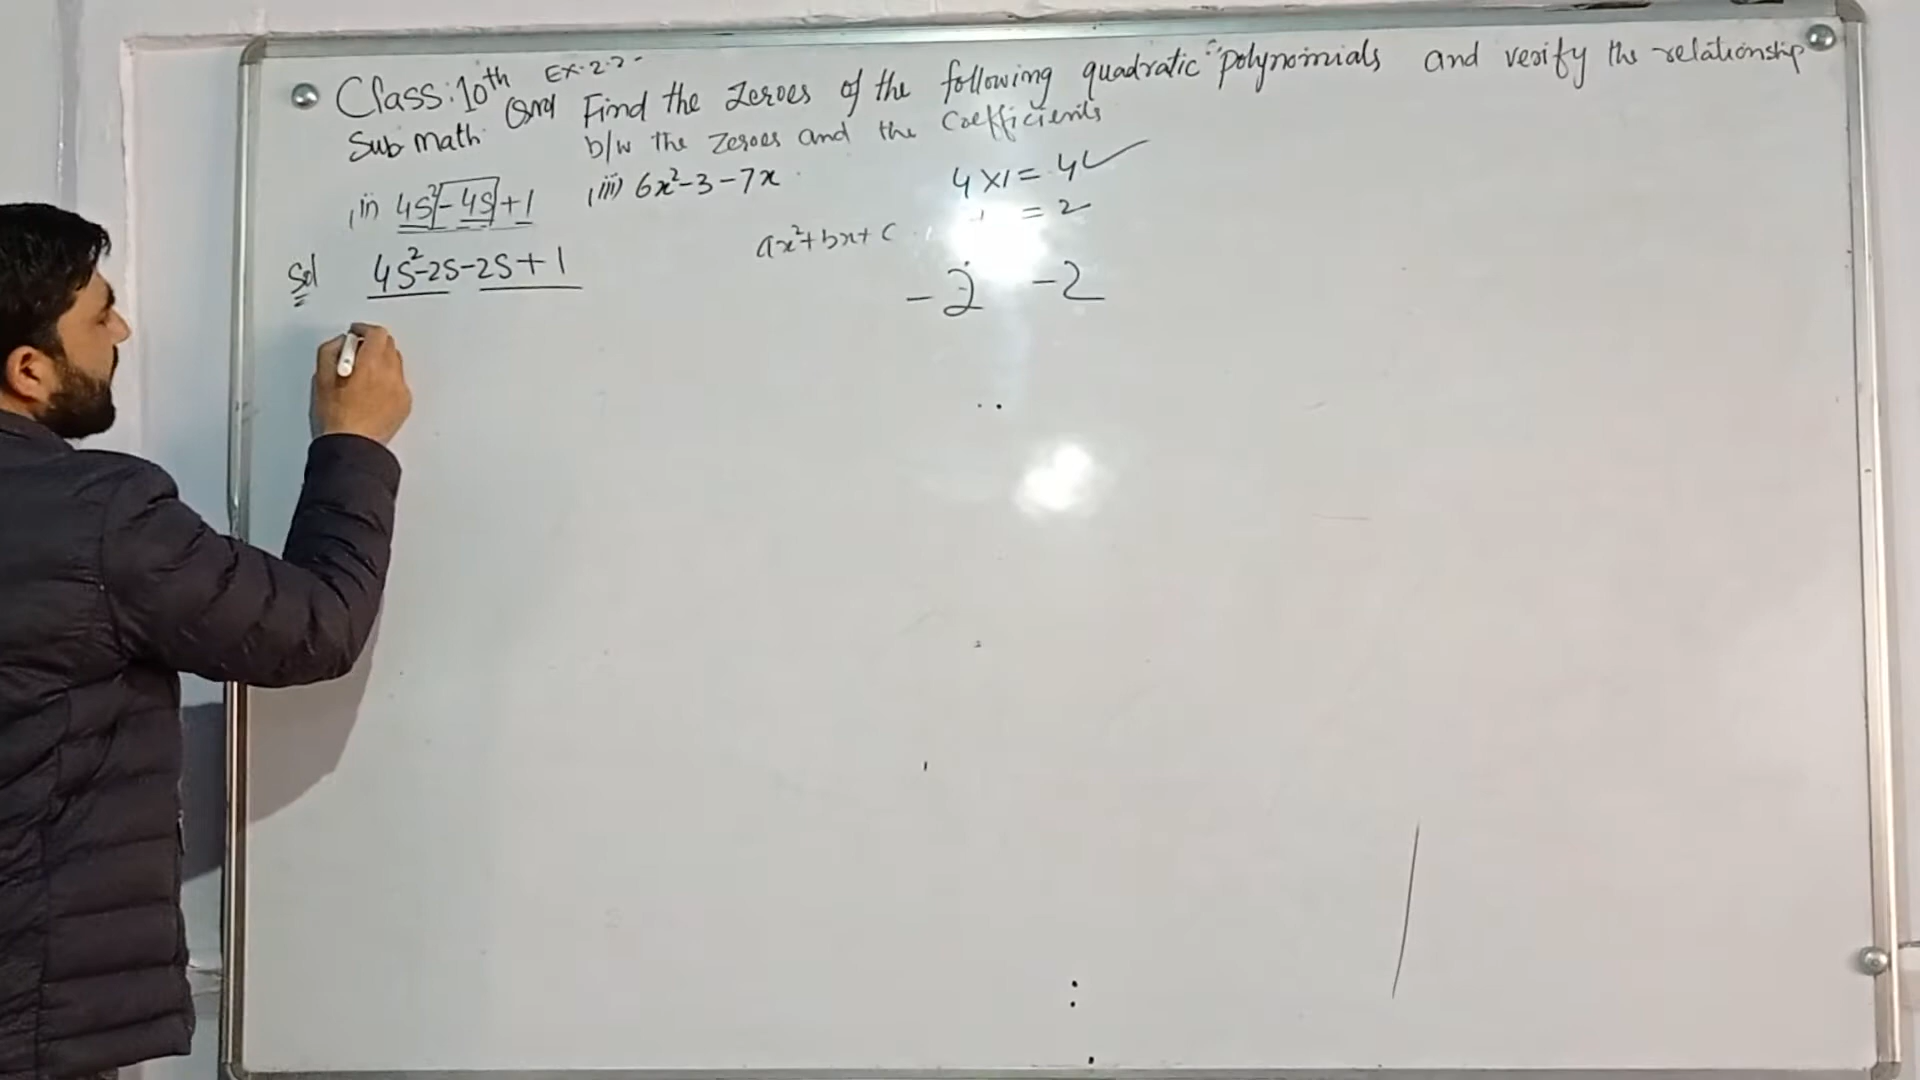 Class: 10th Ex. 2.2
Sub Math Qn1 Find the Zeroes of the following quadratic polynomials and verify the relationship
b/w the Zeroes and the Coefficients
(ii) 4S²-4S+1 (iii) 6x²-3-7x
4×1=4
= 2
ax²+bx+c
Sol 4S²-2S-2S+1
-2 -2